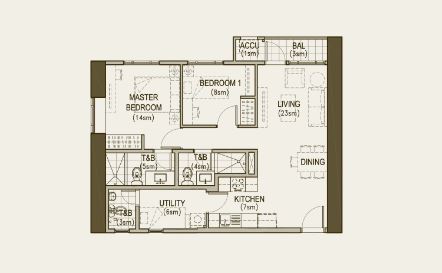 ACCU
(1sm)
BAL
(3sm)
MASTER
BEDROOM
(14sm)
BEDROOM 1
(8sm)
LIVING
(23sm)
T&B
(5sm)
T&B
(4sm)
DINING
T&B
(3sm)
UTILITY
(6sm)
KITCHEN
(7sm)